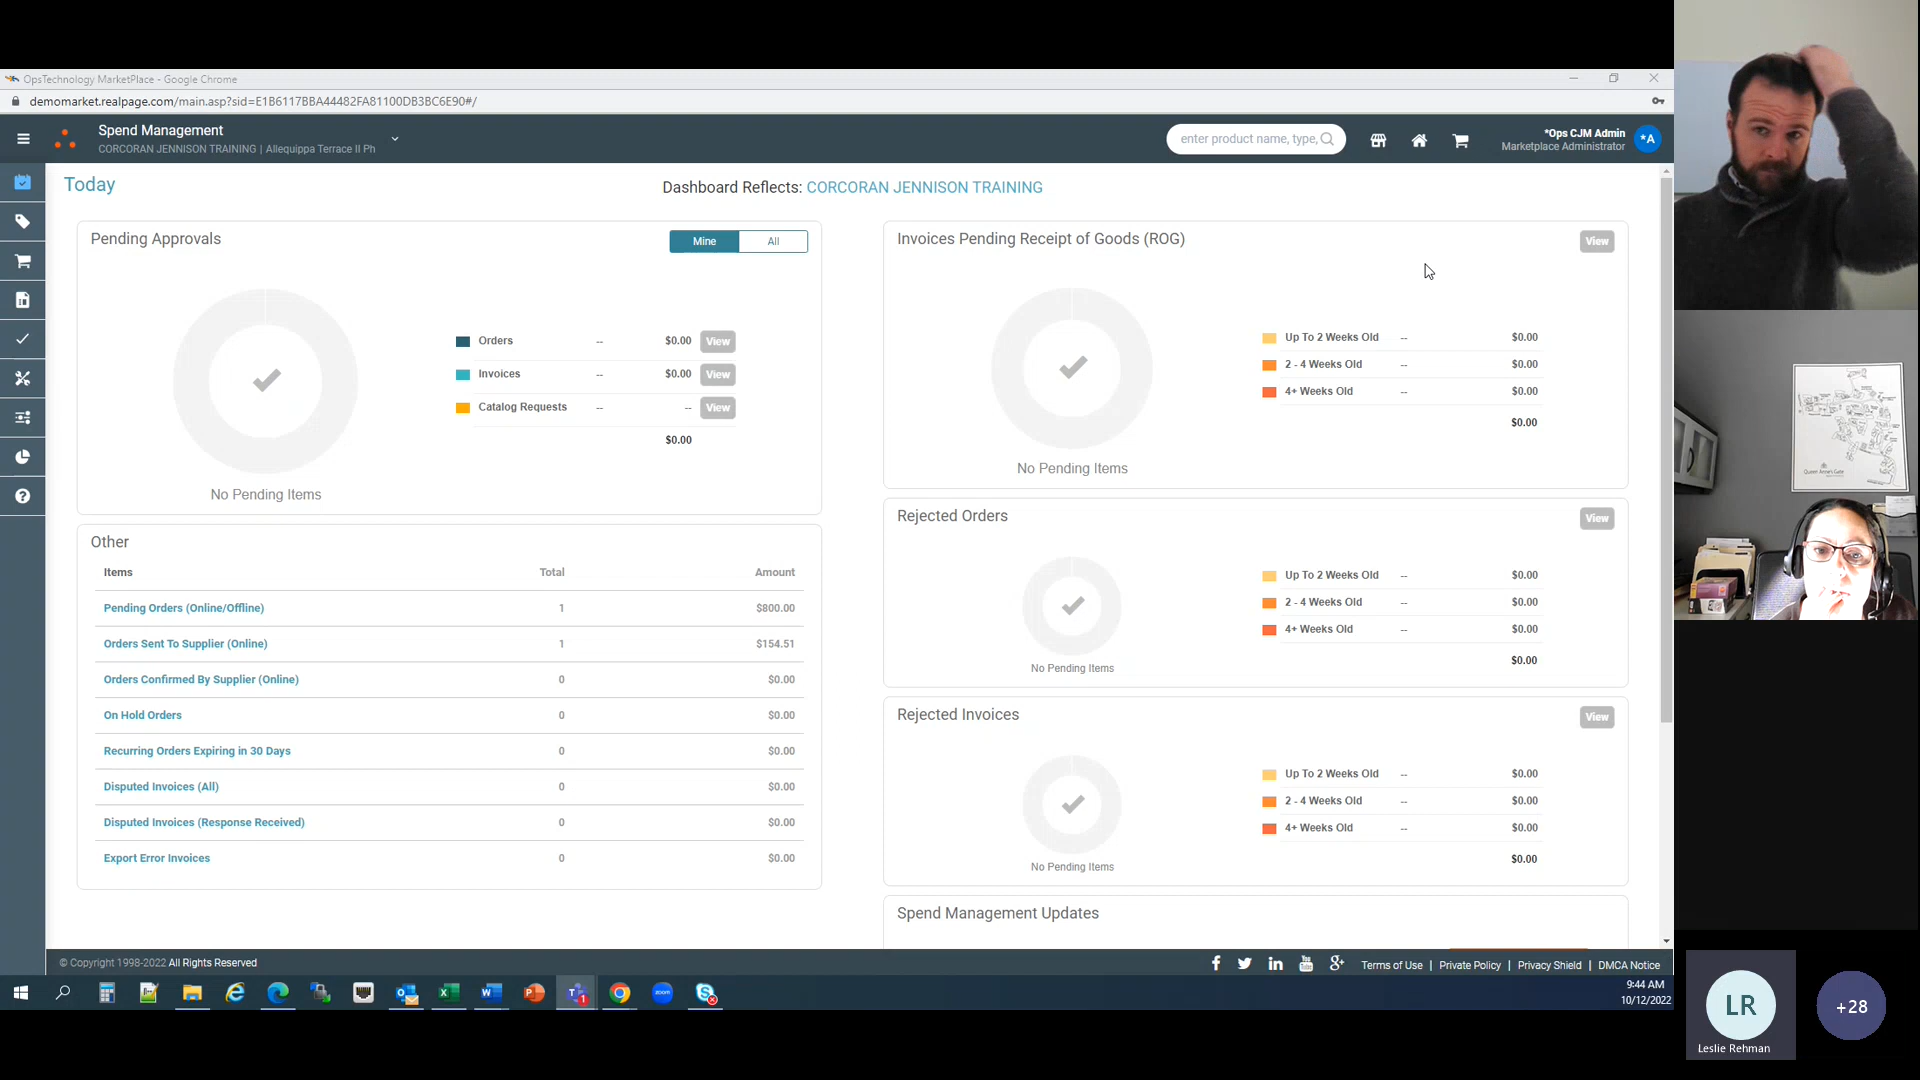 OpsTechnology MarketPlace - Google Chrome
demomarket.realpage.com/main.asp?sid=E1B6117BBA44482FA81100DB3BC6E90#/
Spend Management
CORCORAN JENNISON TRAINING | Allequippa Terrace II Ph
enter product name, type,
*Ops CJM Admin
Marketplace Administrator
*A
Today
Dashboard Reflects: CORCORAN JENNISON TRAINING
Pending Approvals
Mine
All
Orders -- $0.00 View
Invoices -- $0.00 View
Catalog Requests -- -- View
$0.00
No Pending Items
Other
Items Total Amount
Pending Orders (Online/Offline) 1 $800.00
Orders Sent To Supplier (Online) 1 $154.51
Orders Confirmed By Supplier (Online) 0 $0.00
On Hold Orders 0 $0.00
Recurring Orders Expiring in 30 Days 0 $0.00
Disputed Invoices (All) 0 $0.00
Disputed Invoices (Response Received) 0 $0.00
Export Error Invoices 0 $0.00
Invoices Pending Receipt of Goods (ROG)
View
Up To 2 Weeks Old -- $0.00
2 - 4 Weeks Old -- $0.00
4+ Weeks Old -- $0.00
$0.00
No Pending Items
Rejected Orders
View
Up To 2 Weeks Old -- $0.00
2 - 4 Weeks Old -- $0.00
4+ Weeks Old -- $0.00
$0.00
No Pending Items
Rejected Invoices
View
Up To 2 Weeks Old -- $0.00
2 - 4 Weeks Old -- $0.00
4+ Weeks Old -- $0.00
$0.00
No Pending Items
Spend Management Updates
© Copyright 1998-2022 All Rights Reserved
Terms of Use | Private Policy | Privacy Shield | DMCA Notice
9:44 AM
10/12/2022
Queen Anne's Gate
LR
Leslie Rehman
+28